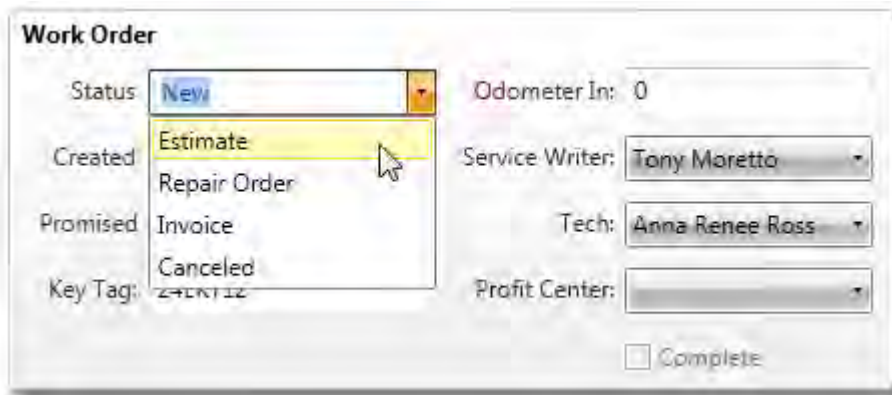 Work Order
Status New Odometer In: 0
Estimate
Created Service Writer: Tony Moretto
Repair Order
Promised Invoice Tech: Anna Renee Ross
Canceled
Key Tag: Profit Center:
Complete